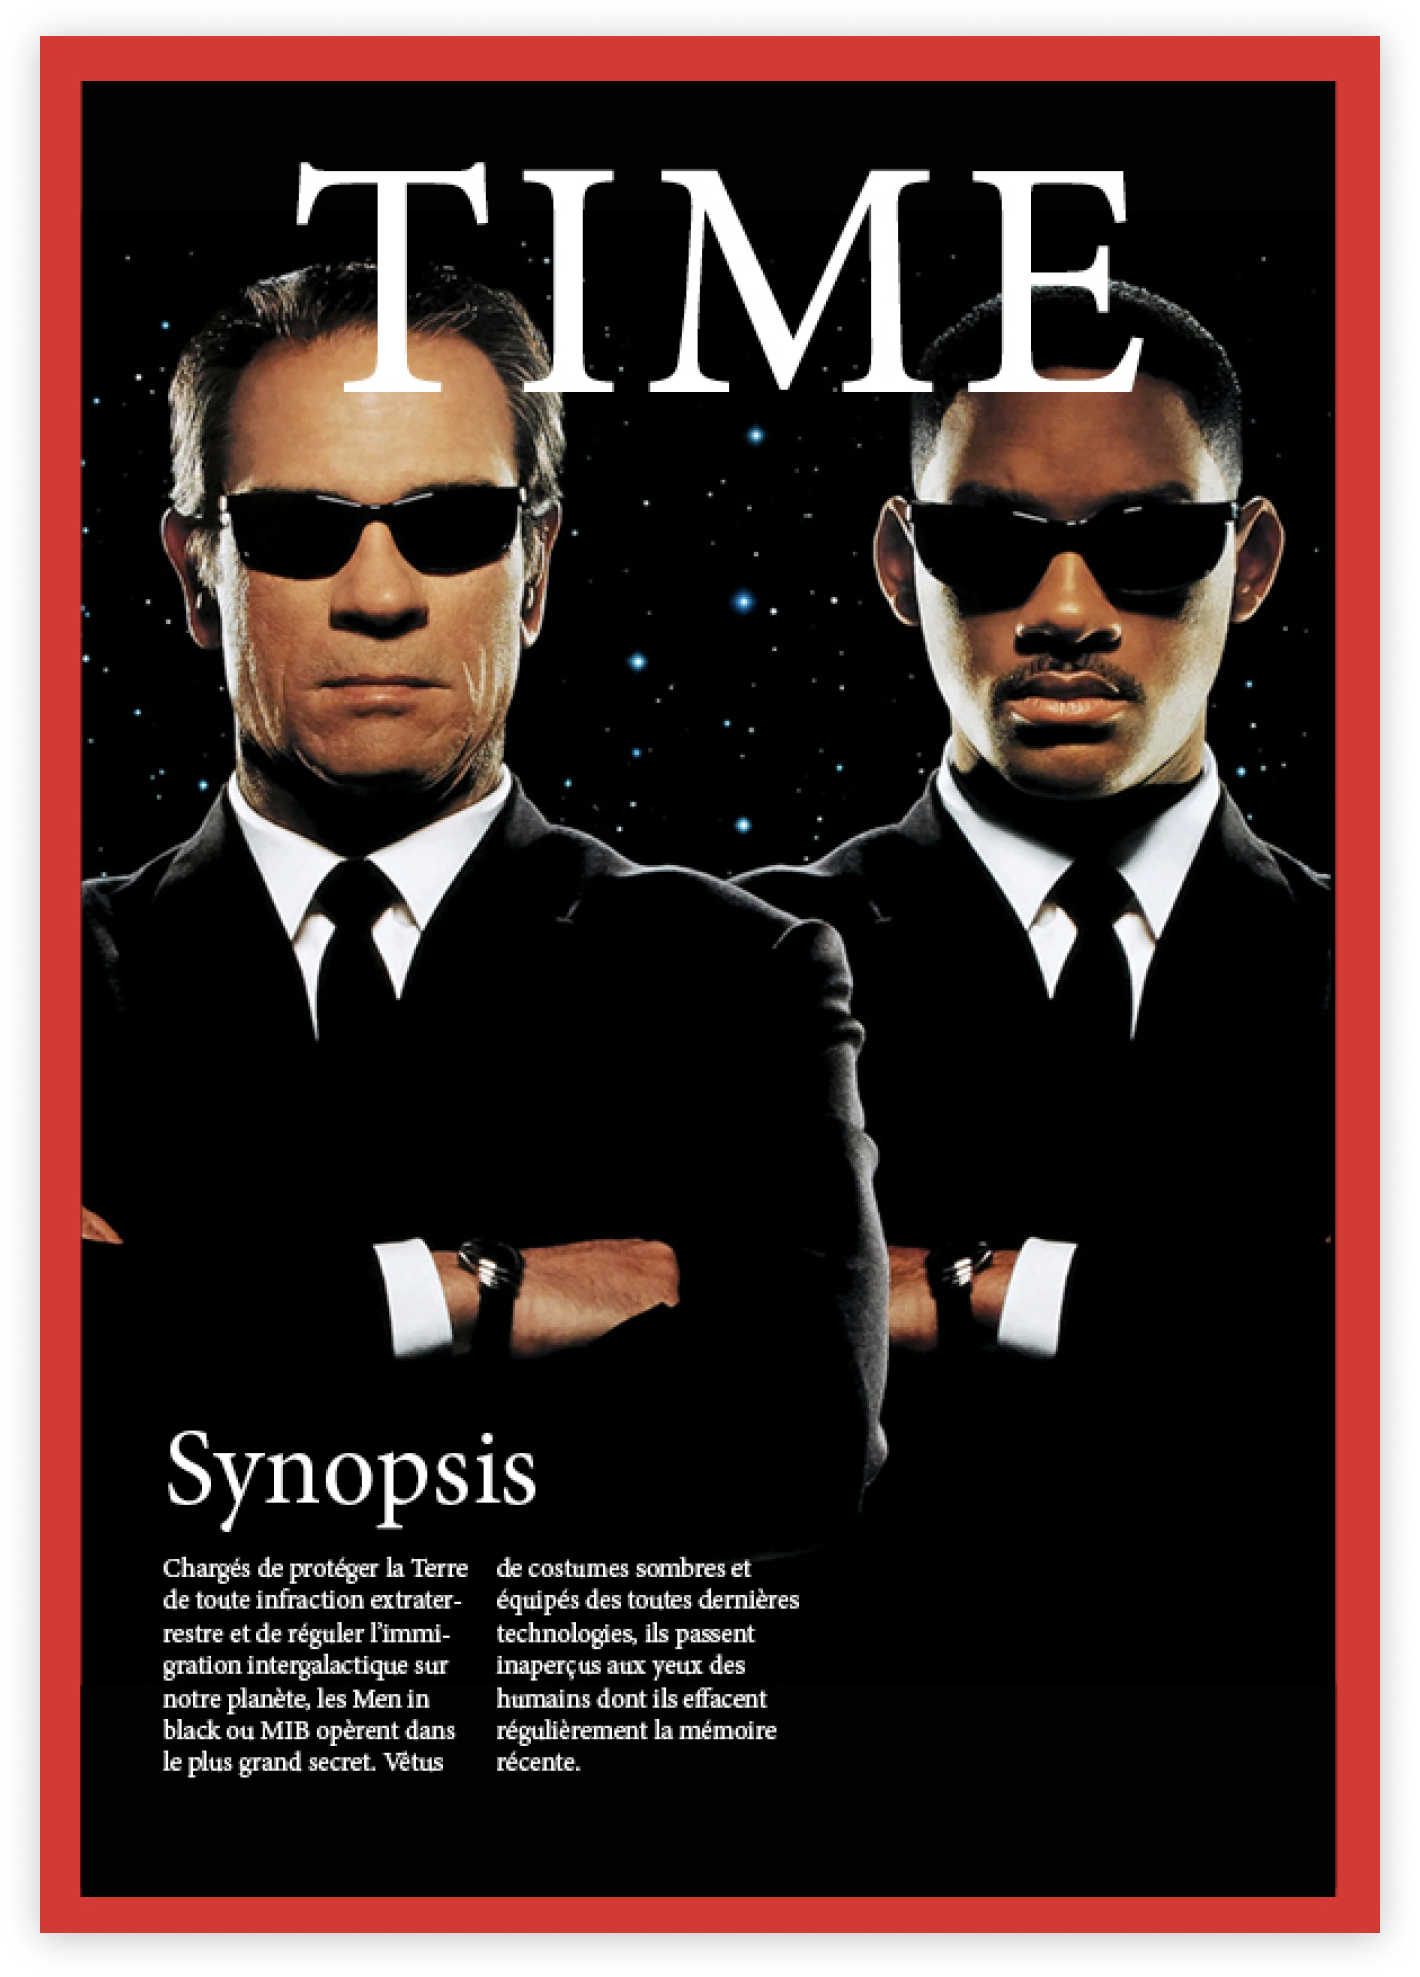 TIME
Synopsis
Chargés de protéger la Terre
de toute infraction extrater-
restre et de réguler l'immi-
gration intergalactique sur
notre planète, les Men in
black ou MIB opèrent dans
le plus grand secret. Vêtus
de costumes sombres et
équipés des toutes dernières
technologies, ils passent
inaperçus aux yeux des
humains dont ils effacent
régulièrement la mémoire
récente.